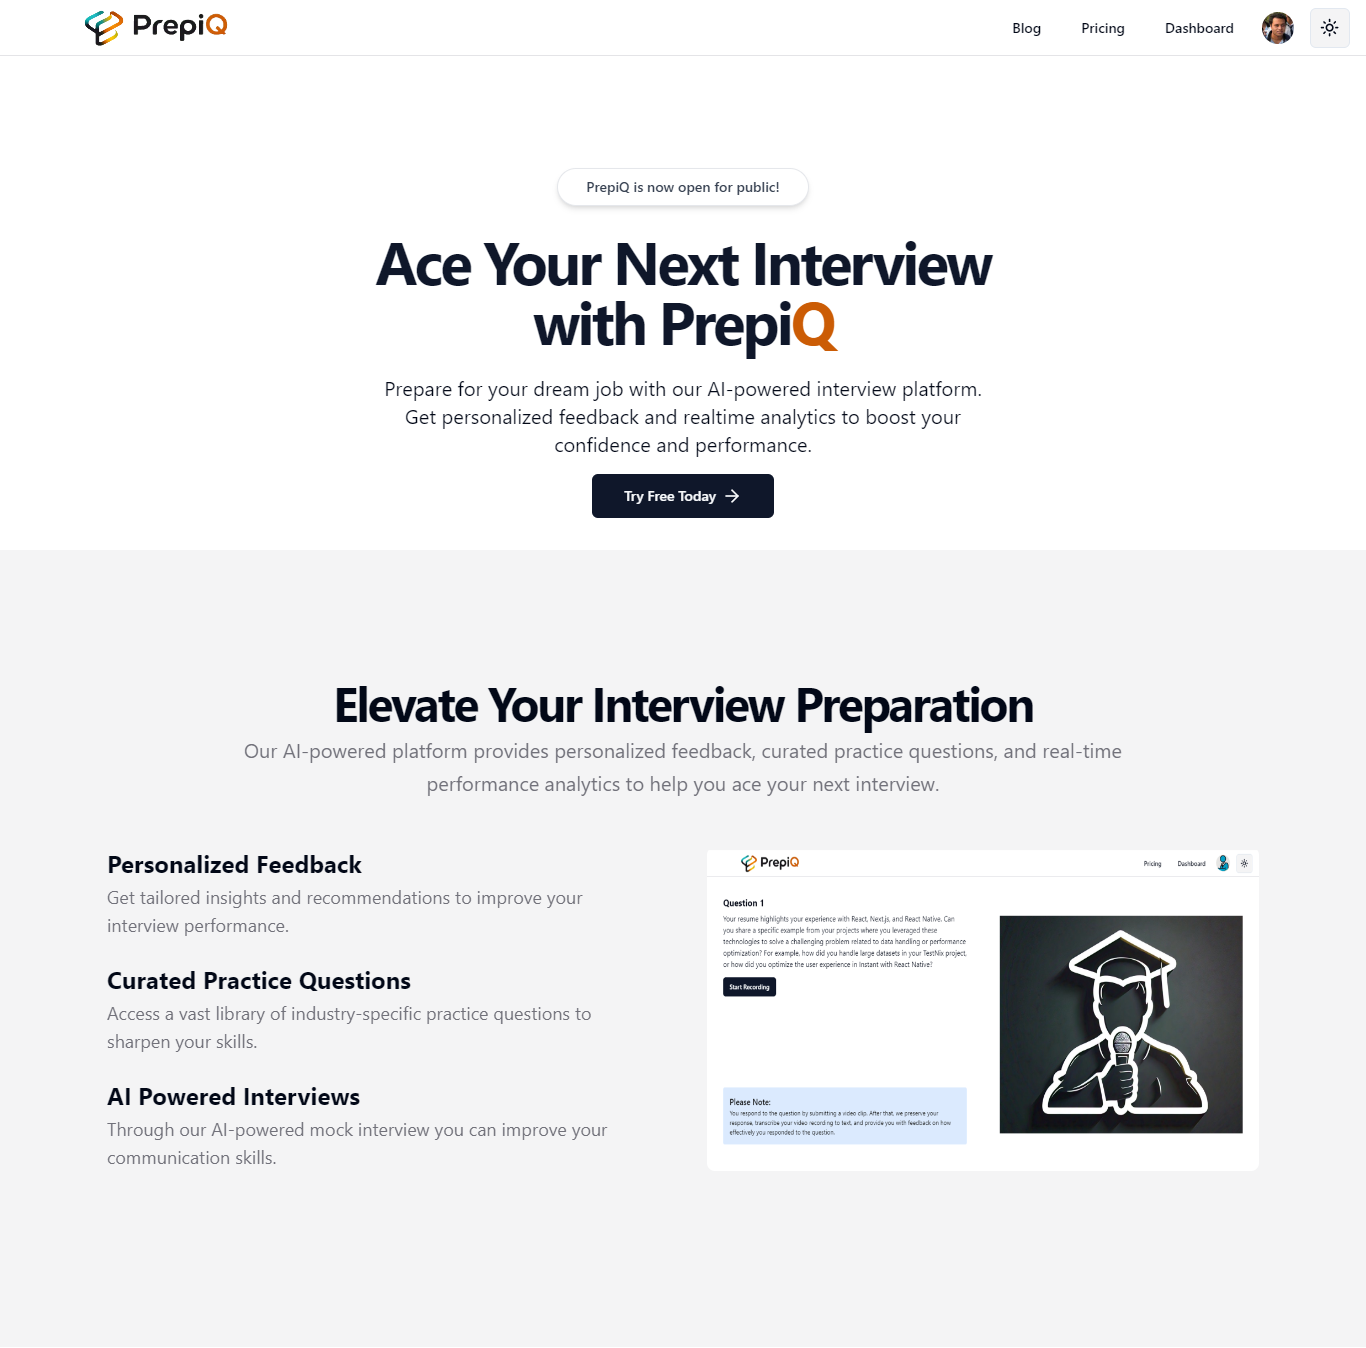 PrepiQ
Blog
Pricing
Dashboard
PrepiQ is now open for public!
Ace Your Next Interview
with PrepiQ
Prepare for your dream job with our AI-powered interview platform.
Get personalized feedback and realtime analytics to boost your
confidence and performance.
Try Free Today
Elevate Your Interview Preparation
Our AI-powered platform provides personalized feedback, curated practice questions, and real-time
performance analytics to help you ace your next interview.
Personalized Feedback
Get tailored insights and recommendations to improve your
interview performance.
Curated Practice Questions
Access a vast library of industry-specific practice questions to
sharpen your skills.
AI Powered Interviews
Through our AI-powered mock interview you can improve your
communication skills.
PrepiQ
Pricing
Dashboard
Question 1
Your resume highlights your experience with React, Next.js, and React Native. Can
you share a specific example from your projects where you leveraged these
technologies to solve a challenging problem related to data handling or performance
optimization? For example, how did you handle large datasets in your TestNix project,
or how did you optimize the user experience in Instant with React Native?
Start Recording
Please Note:
You respond to the question by submitting a video clip. After that, we preserve your
response, transcribe your video recording to text, and provide you with feedback on how
effectively you responded to the question.